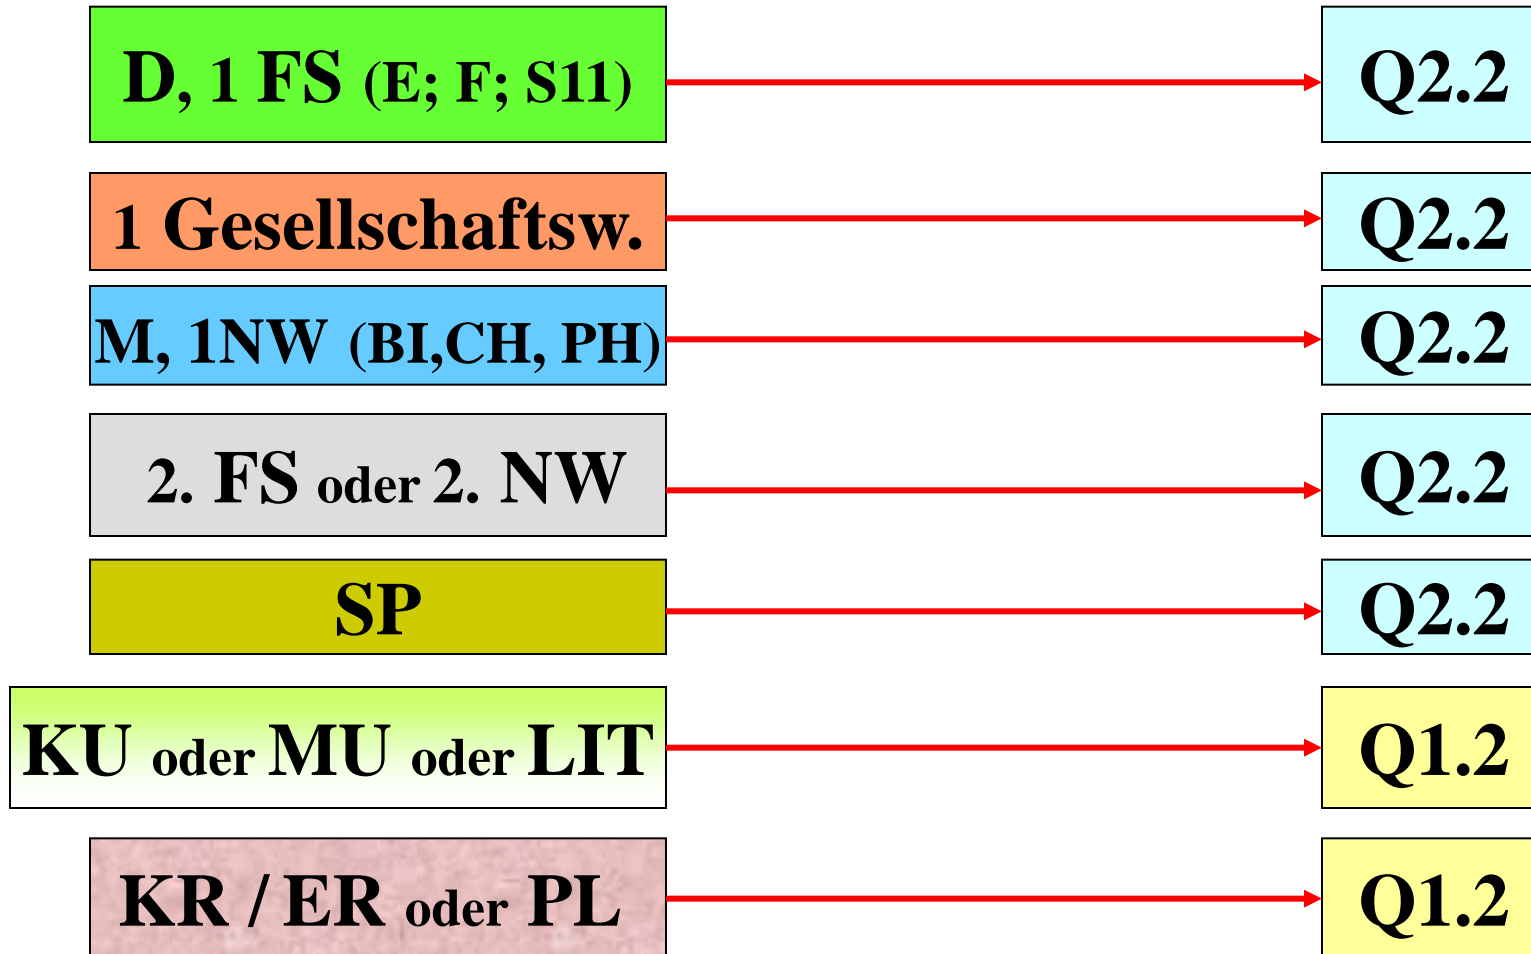 D, 1 FS (E; F; S11) Q2.2
1 Gesellschaftsw. Q2.2
M, 1NW (BI,CH, PH) Q2.2
2. FS oder 2. NW Q2.2
SP Q2.2
KU oder MU oder LIT Q1.2
KR / ER oder PL Q1.2